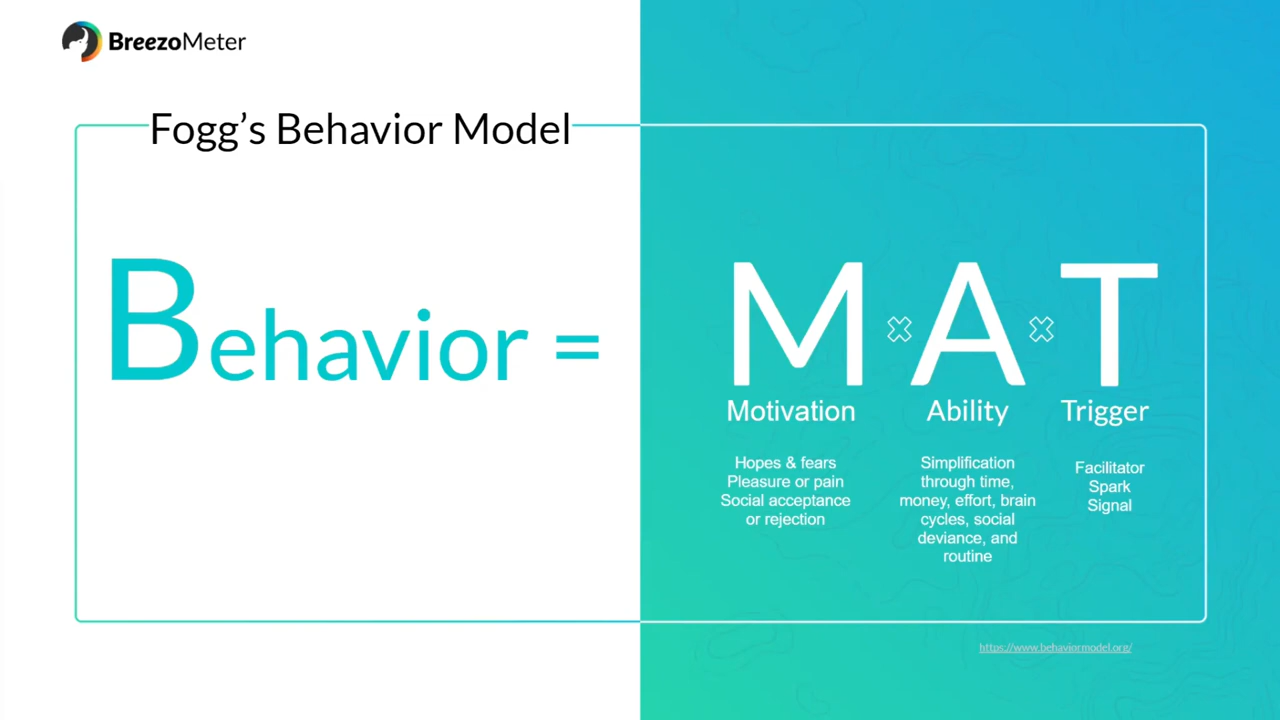 BreezoMeter
Fogg’s Behavior Model
Behavior =
M × A × T
Motivation
Hopes & fears
Pleasure or pain
Social acceptance
or rejection
Ability
Simplification
through time,
money, effort, brain
cycles, social
deviance, and
routine
Trigger
Facilitator
Spark
Signal
https://www.behaviormodel.org/